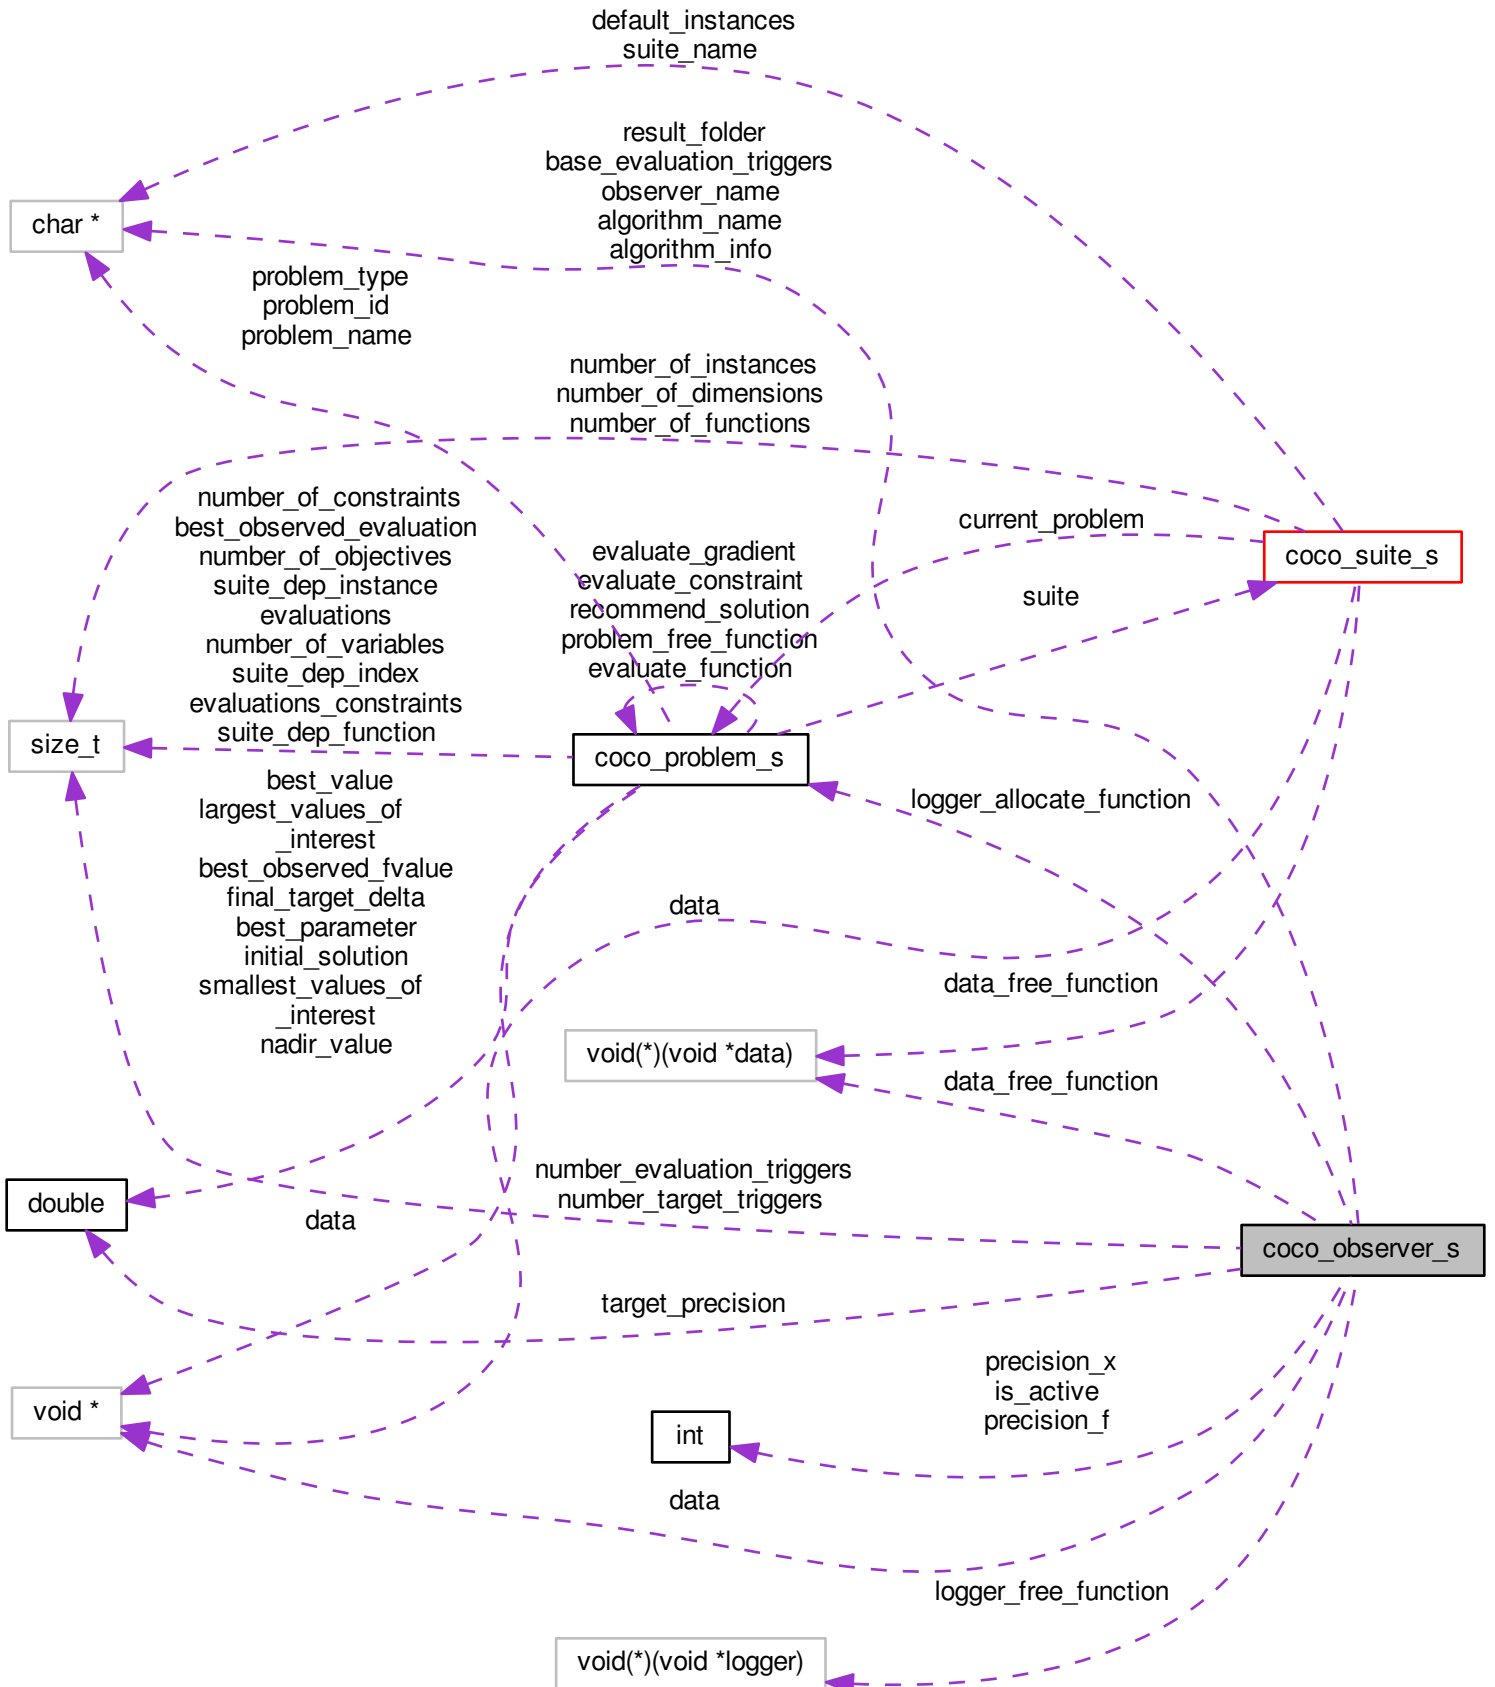 default_instances
suite_name
result_folder
base_evaluation_triggers
observer_name
algorithm_name
algorithm_info
char *
problem_type
problem_id
problem_name
number_of_instances
number_of_dimensions
number_of_functions
number_of_constraints
best_observed_evaluation
number_of_objectives
suite_dep_instance
evaluations
number_of_variables
suite_dep_index
evaluations_constraints
suite_dep_function
current_problem
coco_suite_s
evaluate_gradient
evaluate_constraint
recommend_solution
problem_free_function
evaluate_function
suite
size_t
coco_problem_s
best_value
largest_values_of
_interest
best_observed_fvalue
final_target_delta
best_parameter
initial_solution
smallest_values_of
_interest
nadir_value
logger_allocate_function
data
data_free_function
void(*)(void *data)
data_free_function
number_evaluation_triggers
number_target_triggers
double
data
coco_observer_s
target_precision
precision_x
is_active
precision_f
void *
int
data
logger_free_function
void(*)(void *logger)